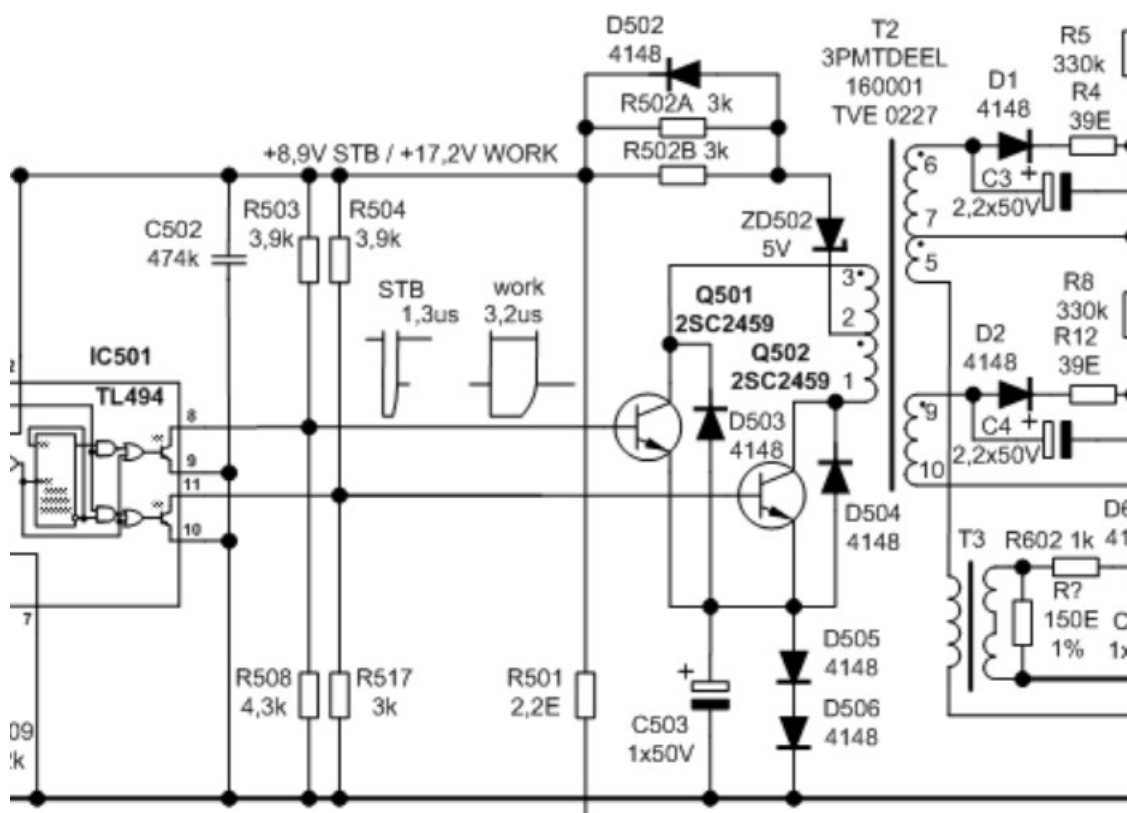 D502
4148
R502A 3k
R502B 3k
+8,9V STB / +17,2V WORK
T2
3PMTDEEL
160001
TVE 0227
R5
330k
D1
4148
R4
39E
C3 +
2,2x50V
C502
474k
R503
3,9k
R504
3,9k
ZD502
5V
6
7
5
STB
1,3us
work
3,2us
3
2
1
Q501
2SC2459
Q502
2SC2459
R8
330k
D2
4148
R12
39E
C4 +
2,2x50V
9
10
IC501
TL494
8
9
11
10
7
D503
4148
D504
4148
T3
R602 1k
R?
150E
1%
R508
4,3k
R517
3k
R501
2,2E
+
C503
1x50V
D505
4148
D506
4148